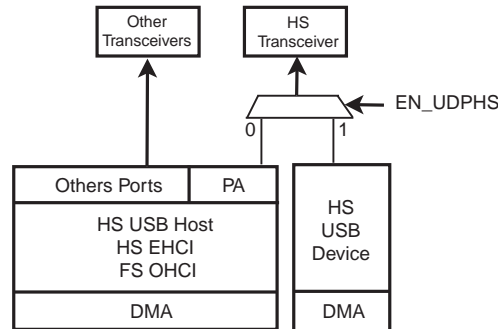 Other
Transceivers
HS
Transceiver
EN_UDPHS
0
1
Others Ports
PA
HS USB Host
HS EHCI
FS OHCI
DMA
HS
USB
Device
DMA